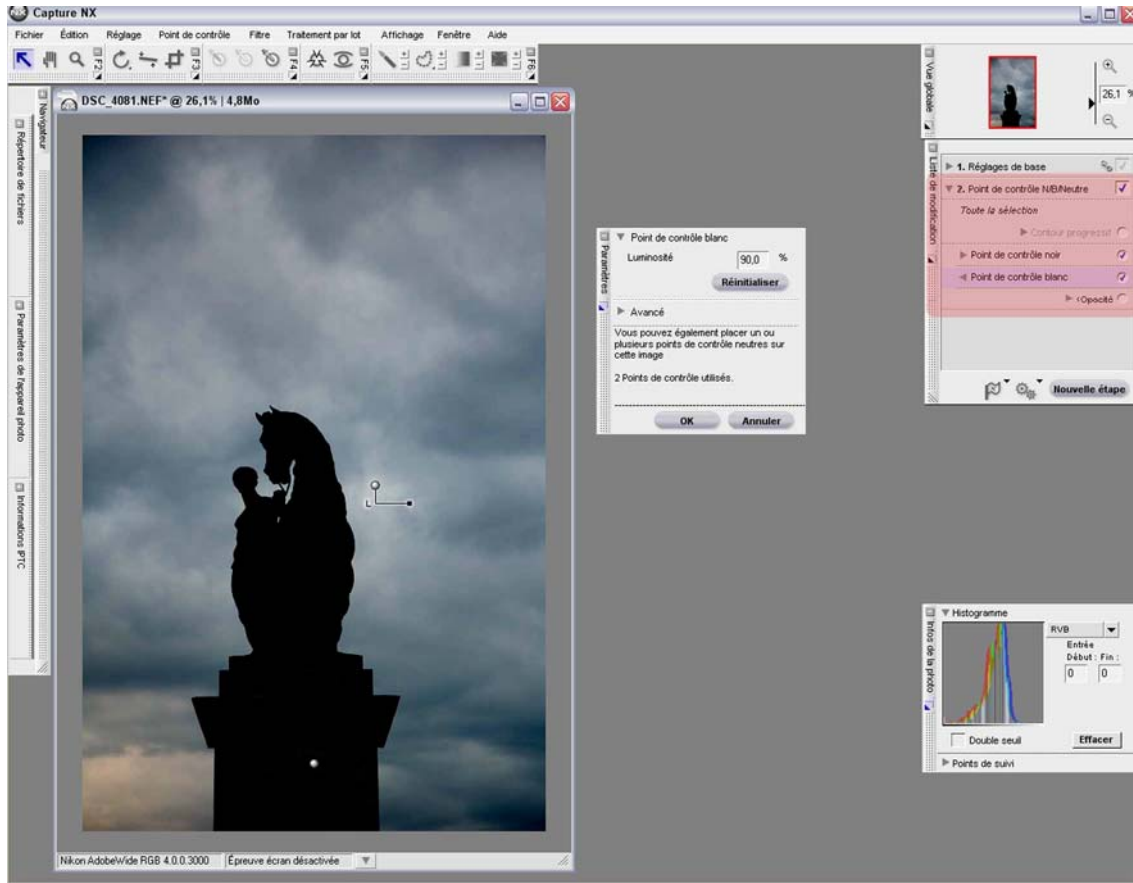 Capture NX
Fichier Édition Réglage Point de contrôle Filtre Traitement par lot Affichage Fenêtre Aide
F2 F3 F4 F5 F6
DSC_4081.NEF* @ 26,1% | 4,8Mo
Navigateur
Répertoire de fichiers
Paramètres de l'appareil photo
Informations IPTC
L
Nikon AdobeWide RGB 4.0.0.3000 Épreuve écran désactivée
Paramètres
Point de contrôle blanc
Luminosité 90,0 %
Réinitialiser
Avancé
Vous pouvez également placer un ou
plusieurs points de contrôle neutres sur
cette image
2 Points de contrôle utilisés.
OK Annuler
Vue globale
26,1 %
Liste de modification
1. Réglages de base
2. Point de contrôle N/B/Neutre
Toute la sélection
Contour progressif
Point de contrôle noir
Point de contrôle blanc
Opacité
Nouvelle étape
Infos de la photo
Histogramme
RVB
Entrée
Début : Fin :
0 0
Double seuil Effacer
Points de suivi